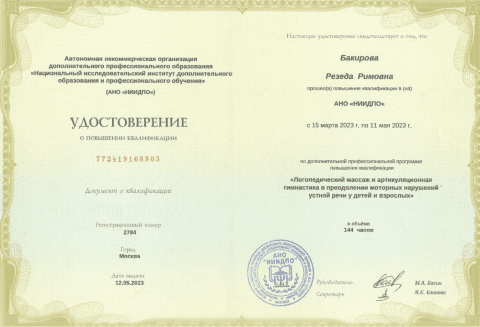 Автономная некоммерческая организация
дополнительного профессионального образования
«Национальный исследовательский институт дополнительного
образования и профессионального обучения»
(АНО «НИИДПО»)
УДОСТОВЕРЕНИЕ
О ПОВЫШЕНИИ КВАЛИФИКАЦИИ
772419168805
Документ о квалификации
Регистрационный номер
2784
Город
Москва
Дата выдачи
12.05.2023
Настоящее удостоверение свидетельствует о том, что
Бакирова
Резеда Римовна
прошел(а) повышение квалификации в (на)
АНО «НИИДПО»
с 15 марта 2023 г. по 11 мая 2023 г.
по дополнительной профессиональной программе
повышения квалификации
«Логопедический массаж и артикуляционная
гимнастика в преодолении моторных нарушений
устной речи у детей и взрослых»
в объёме
144 часов
АНО
"НИИДПО"
Руководитель
М.А.
Секретарь
Я.К.